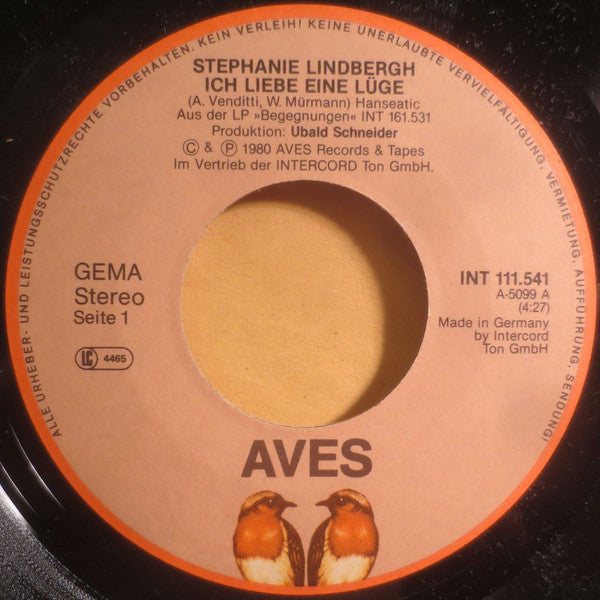 ALLE URHEBER- UND LEISTUNGSSCHUTZRECHTE VORBEHALTEN. KEIN VERLEIH! KEINE UNERLAUBTE VERVIELFÄLTIGUNG, VERMIETUNG, AUFFÜHRUNG, SENDUNG!
STEPHANIE LINDBERGH
ICH LIEBE EINE LÜGE
(A. Venditti, W. Mürmann) Hanseatic
Aus der LP »Begegnungen« INT 161.531
Produktion: Ubald Schneider
© & Ⓟ 1980 AVES Records & Tapes
Im Vertrieb der INTERCORD Ton GmbH.
GEMA
Stereo
Seite 1
LC 4465
INT 111.541
A-5099 A
(4:27)
Made in Germany
by Intercord
Ton GmbH
AVES